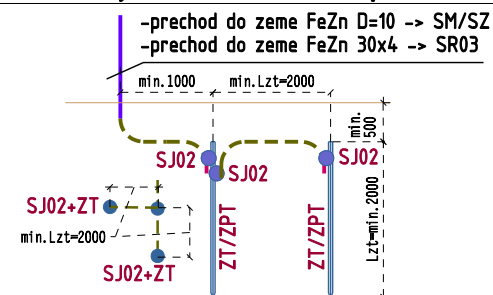 -prechod do zeme FeZn D=10 -> SM/SZ
-prechod do zeme FeZn 30x4 -> SR03
min.1000
min.Lzt=2000
min.
500
SJ02
SJ02
SJ02
SJ02+ZT
min.Lzt=2000
SJ02+ZT
ZT/ZPT
ZT/ZPT
Lzt=min.2000